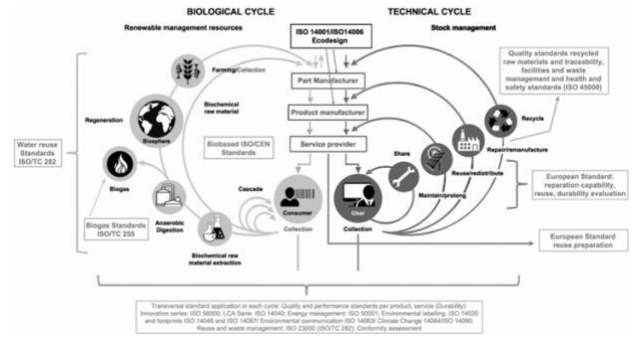 BIOLOGICAL CYCLE
TECHNICAL CYCLE
Renewable management resources
ISO 14001/ISO14006
Ecodesign
Stock management
Farming/Collection
Part Manufacturer
Quality standards recycled
raw materials and traceability,
facilities and waste
management and health and
safety standards (ISO 45000)
Biochemical
raw material
Product manufacturer
Recycle
Regeneration
Biosphere
Water reuse
Standards
ISO/TC 282
Biobased ISO/CEN
Standards
Service provider
Repair/remanufacture
Share
Reuse/redistribute
Biogas
Maintain/prolong
European Standard:
reparation capability,
reuse, durability evaluation
Cascade
Consumer
User
Anaerobic
Digestion
Biogas Standards
ISO/TC 255
Collection
Collection
Biochemical raw
material extraction
European Standard
reuse preparation
Transversal standard application in each cycle: Quality and performance standards per product, service (Durability):
Innovation series: ISO 56000; LCA Serie: ISO 14040; Energy management: ISO 50001; Environmental labelling: ISO 14020
and footprints ISO 14046 and ISO 14067/ Environmental communication ISO 14063/ Climate Change 14064/ISO 14090;
Reuse and waste management: ISO 23000 (ISO/TC 282); Conformity assessment